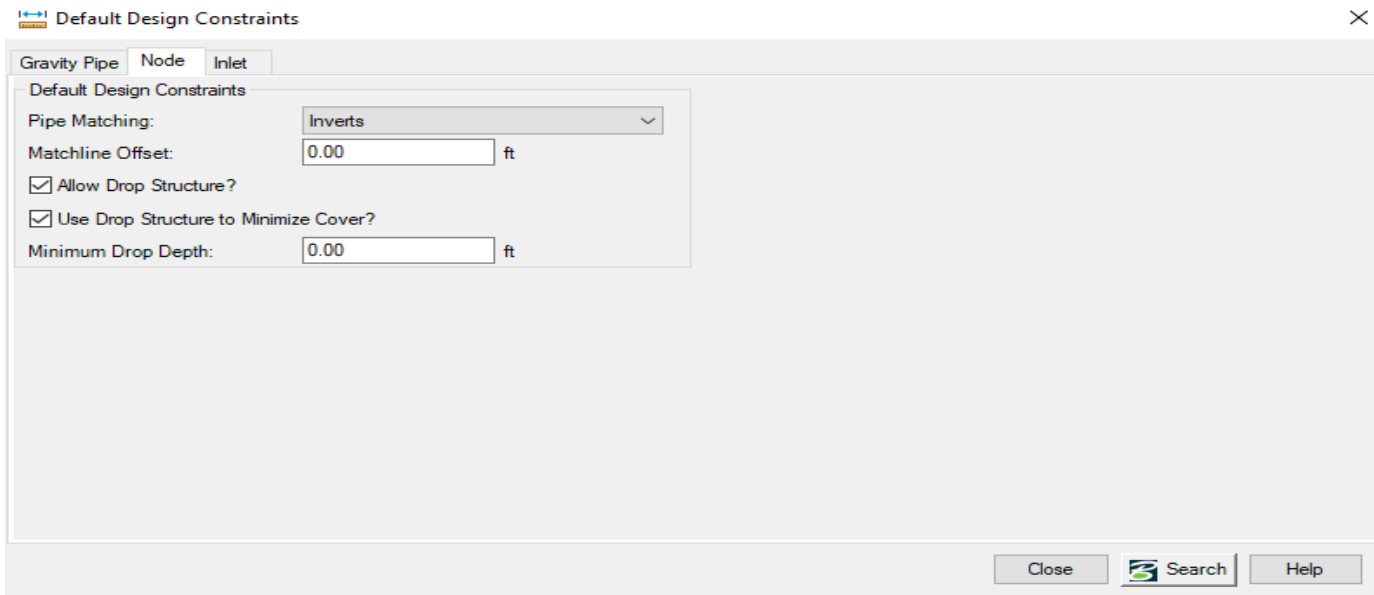 Default Design Constraints
Gravity Pipe Node Inlet
Default Design Constraints
Pipe Matching: Inverts
Matchline Offset: 0.00 ft
Allow Drop Structure?
Use Drop Structure to Minimize Cover?
Minimum Drop Depth: 0.00 ft
Close Search Help